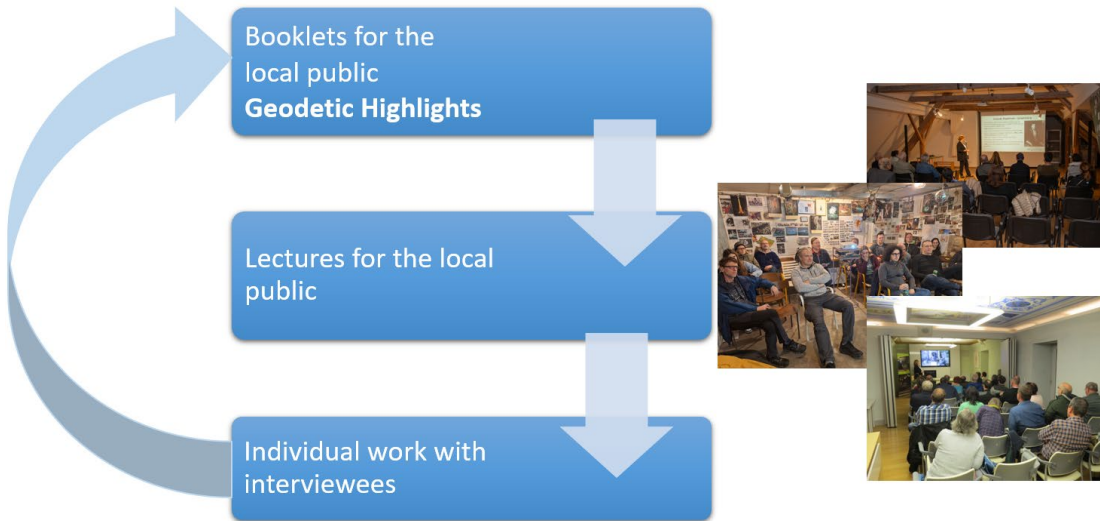 Booklets for the
local public
Geodetic Highlights
Lectures for the local
public
Individual work with
interviewees